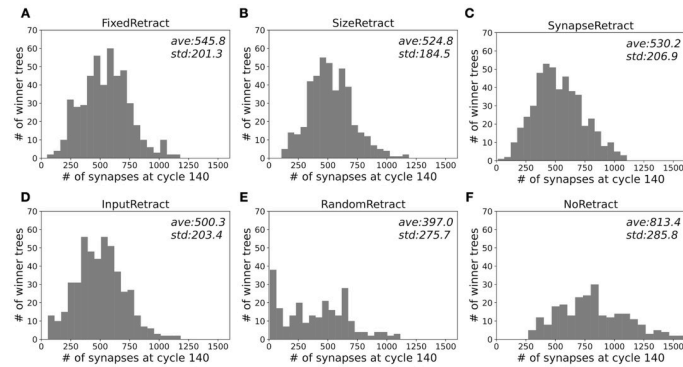 A
FixedRetract
ave:545.8
std:201.3
# of winner trees
70
60
50
40
30
20
10
0
0 250 500 750 1000 1250 1500
# of synapses at cycle 140
B
SizeRetract
ave:524.8
std:184.5
# of winner trees
70
60
50
40
30
20
10
0
0 250 500 750 1000 1250 1500
# of synapses at cycle 140
C
SynapseRetract
ave:530.2
std:206.9
# of winner trees
70
60
50
40
30
20
10
0
0 250 500 750 1000 1250 1500
# of synapses at cycle 140
D
InputRetract
ave:500.3
std:203.4
# of winner trees
70
60
50
40
30
20
10
0
0 250 500 750 1000 1250 1500
# of synapses at cycle 140
E
RandomRetract
ave:397.0
std:275.7
# of winner trees
70
60
50
40
30
20
10
0
0 250 500 750 1000 1250 1500
# of synapses at cycle 140
F
NoRetract
ave:813.4
std:285.8
# of winner trees
70
60
50
40
30
20
10
0
0 250 500 750 1000 1250 1500
# of synapses at cycle 140